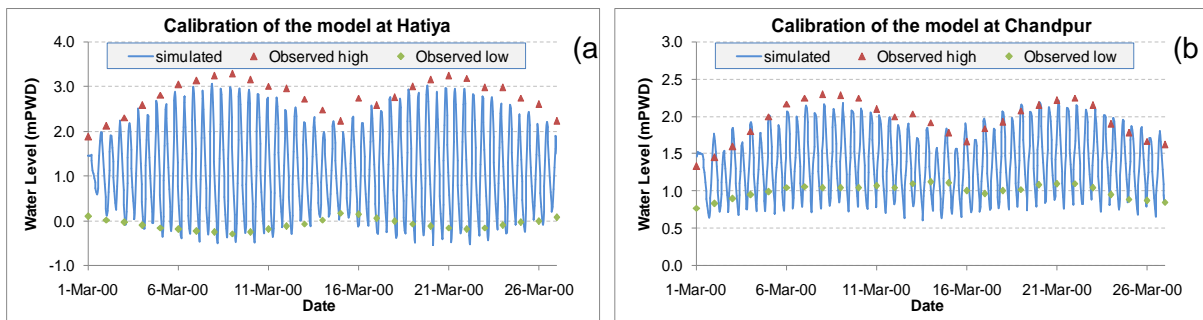 Calibration of the model at Hatiya
(a
simulated Observed high Observed low
Water Level (mPWD)
4.0
3.0
2.0
1.0
0.0
-1.0
1-Mar-00 6-Mar-00 11-Mar-00 16-Mar-00 21-Mar-00 26-Mar-00
Date
Calibration of the model at Chandpur
(b
simulated Observed high Observed low
Water Level (mPWD)
3.0
2.5
2.0
1.5
1.0
0.5
0.0
1-Mar-00 6-Mar-00 11-Mar-00 16-Mar-00 21-Mar-00 26-Mar-00
Date